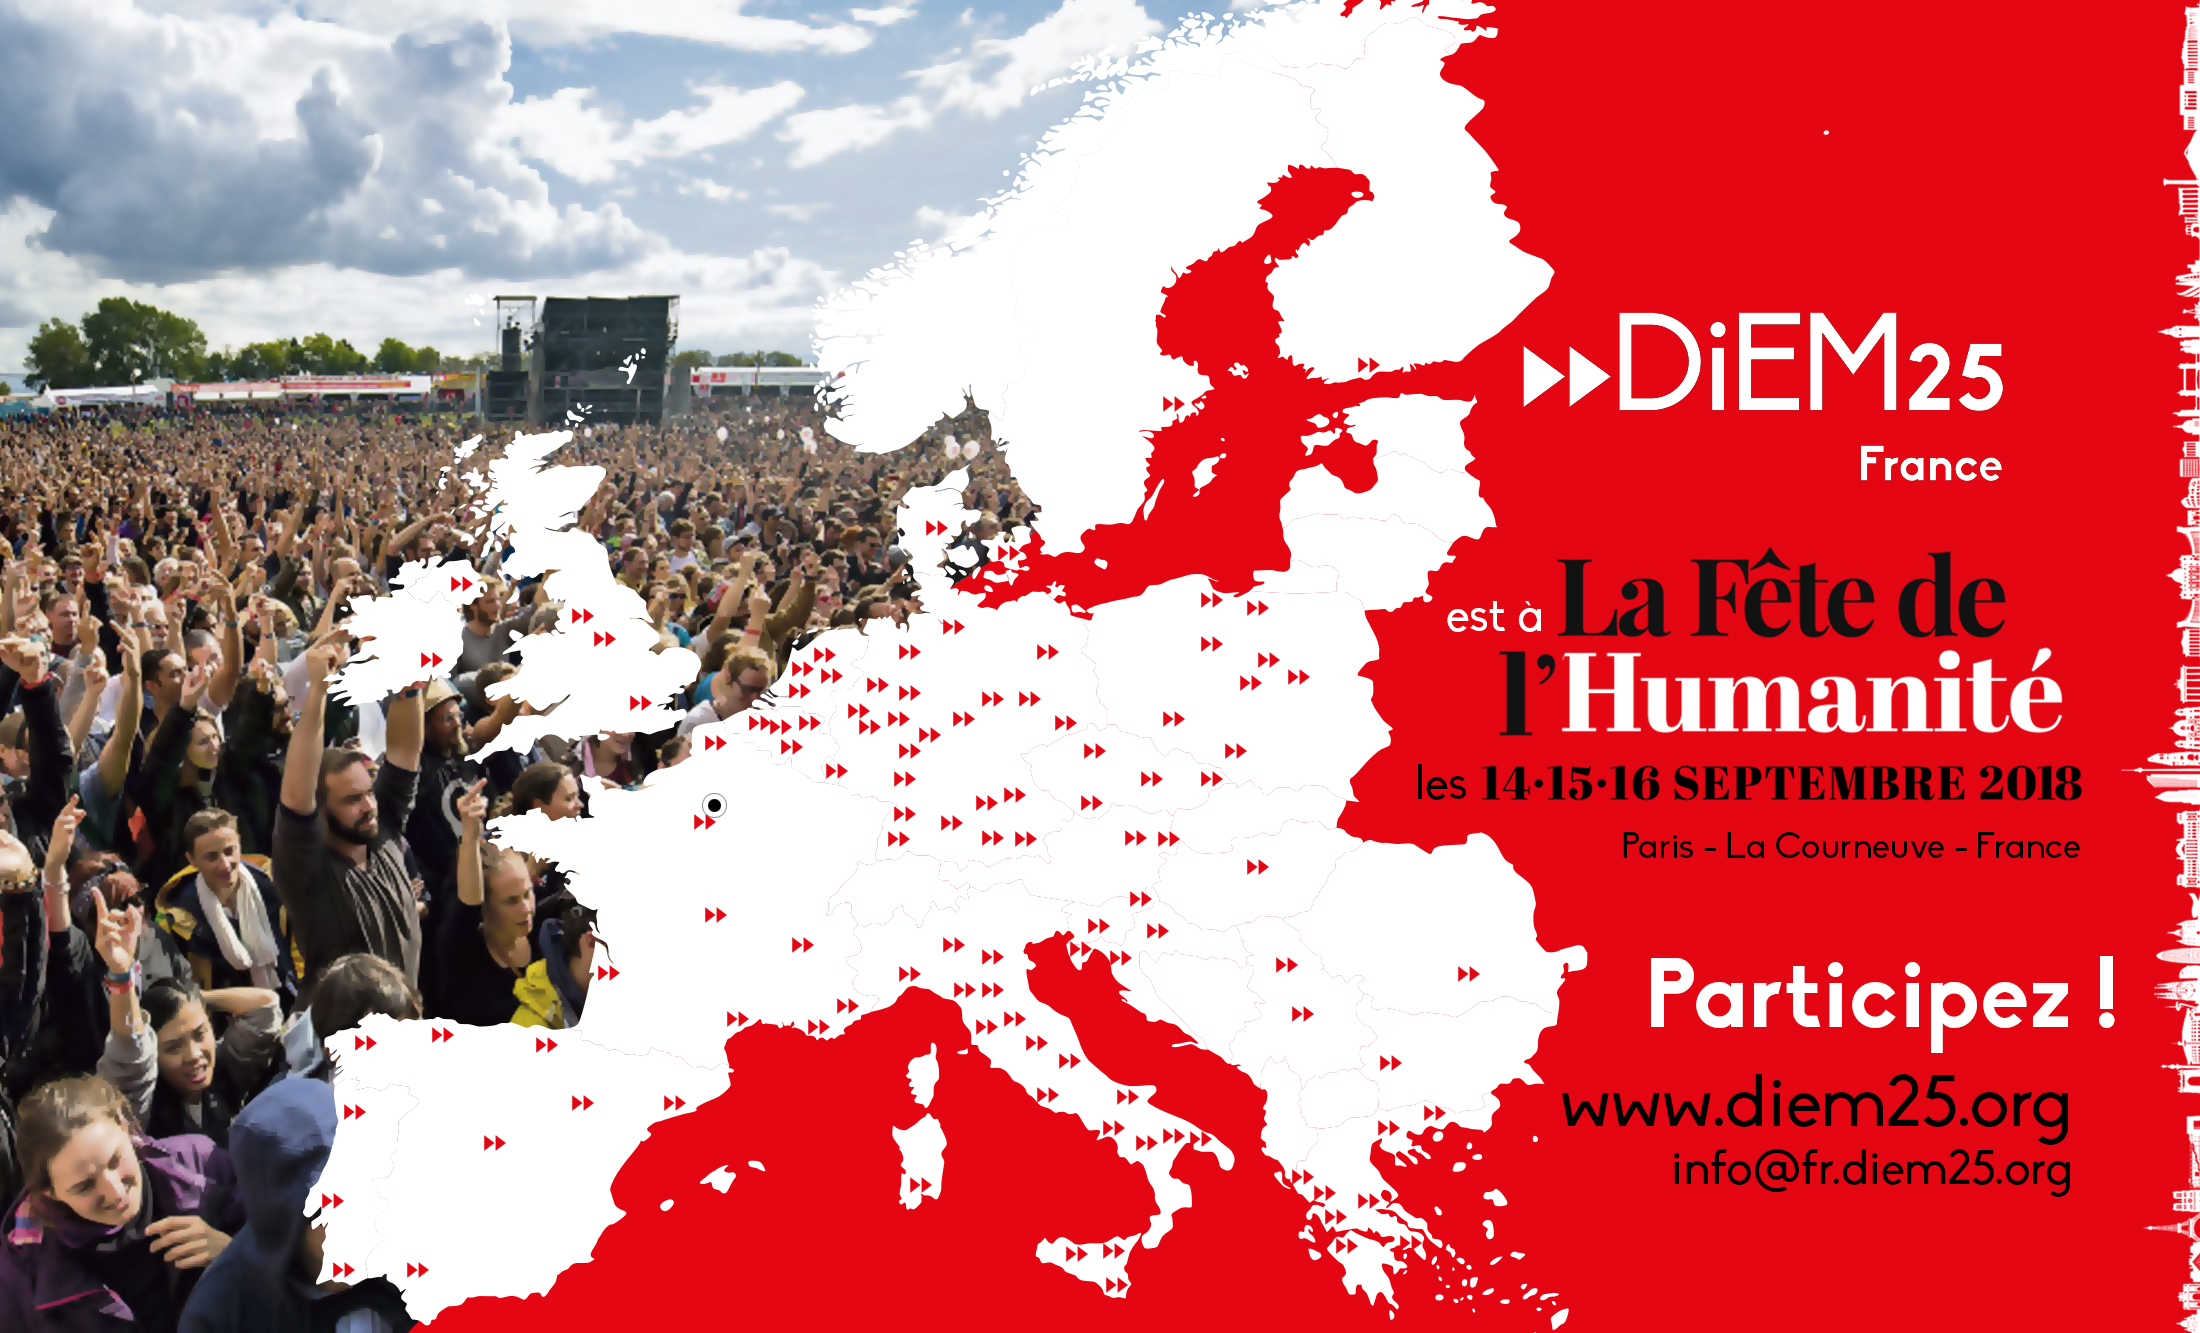 DiEM25
France
est à La Fête de
l'Humanité
les 14·15·16 SEPTEMBRE 2018
Paris - La Courneuve - France
Participez !
www.diem25.org
info@fr.diem25.org